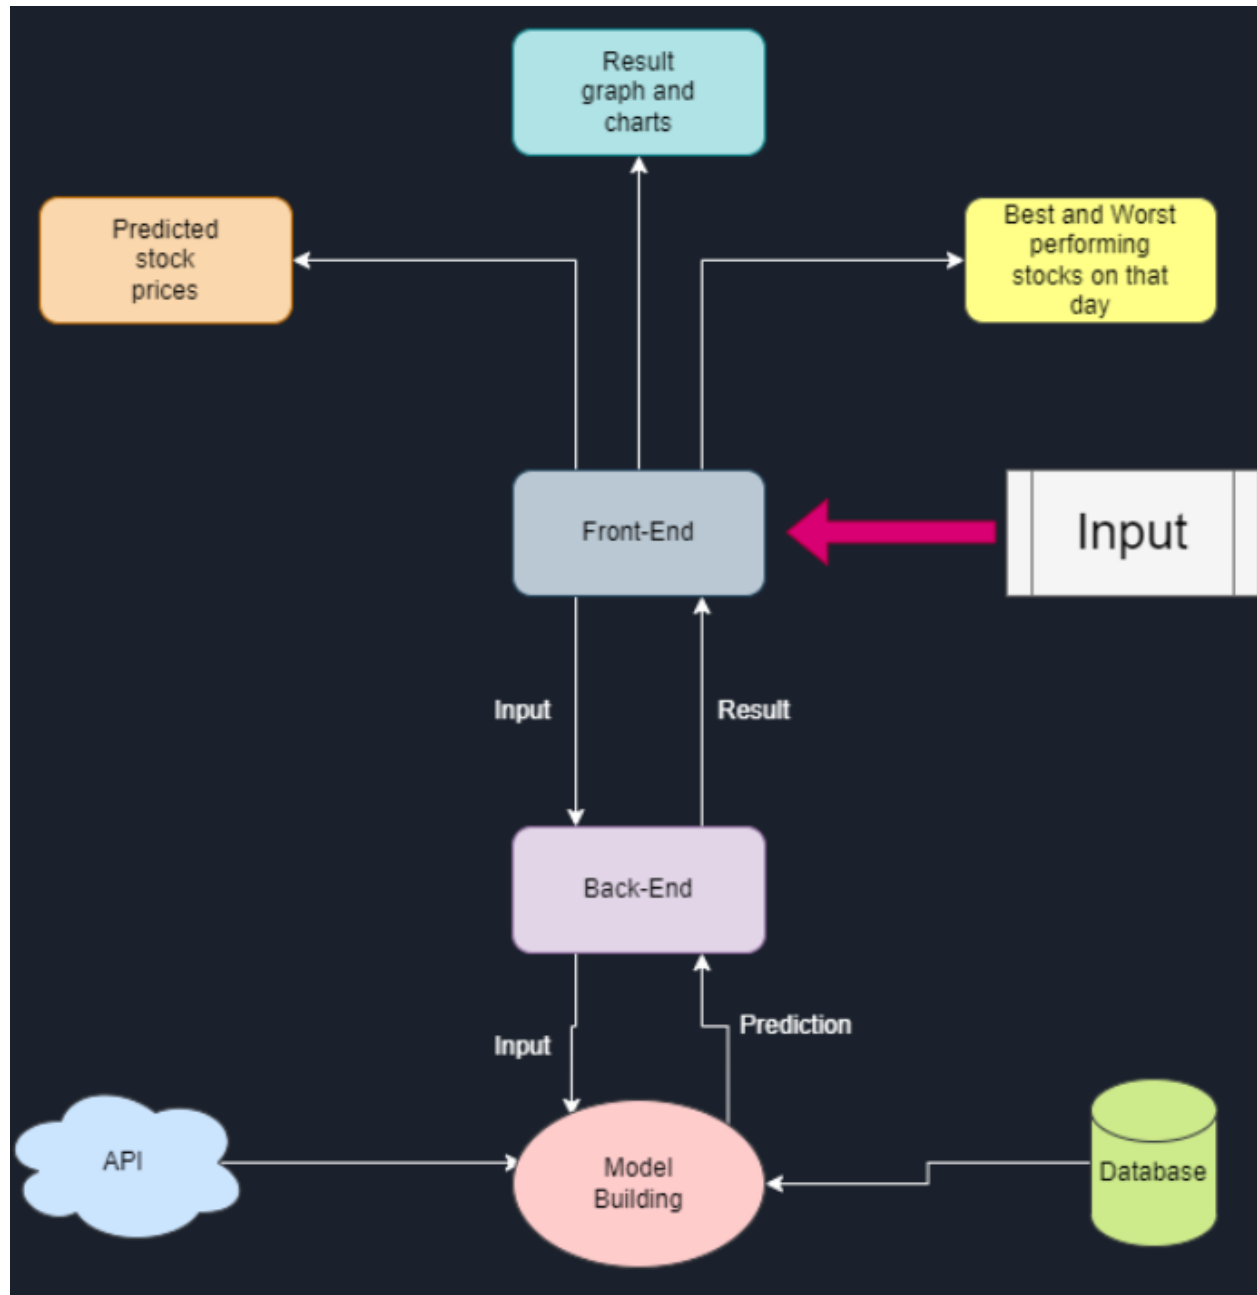 Result
graph and
charts
Predicted
stock
prices
Best and Worst
performing
stocks on that
day
Front-End
Input
Input
Result
Back-End
Input
Prediction
API
Model
Building
Database